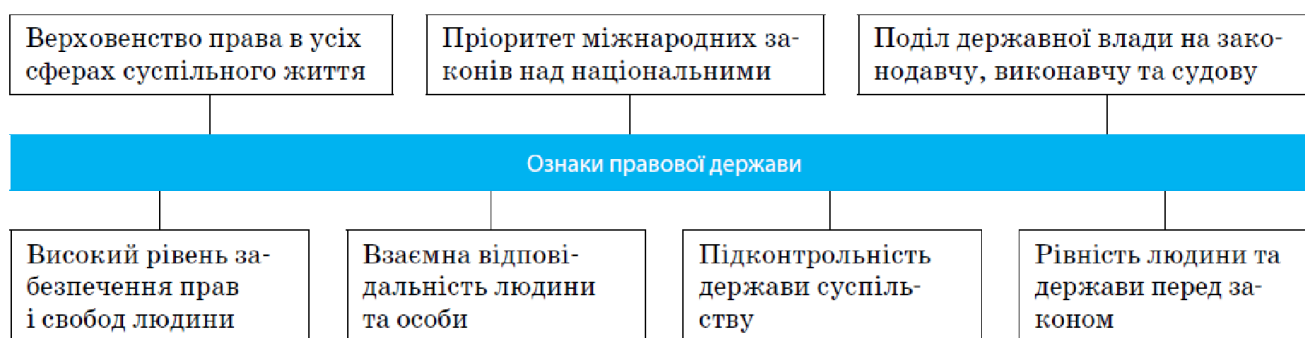 Верховенство права в усіх
сферах суспільного життя
Пріоритет міжнародних за-
конів над національними
Поділ державної влади на зако-
нодавчу, виконавчу та судову
Ознаки правової держави
Високий рівень за-
безпечення прав
і свобод людини
Взаємна відпові-
дальність людини
та особи
Підконтрольність
держави суспіль-
ству
Рівність людини та
держави перед за-
коном